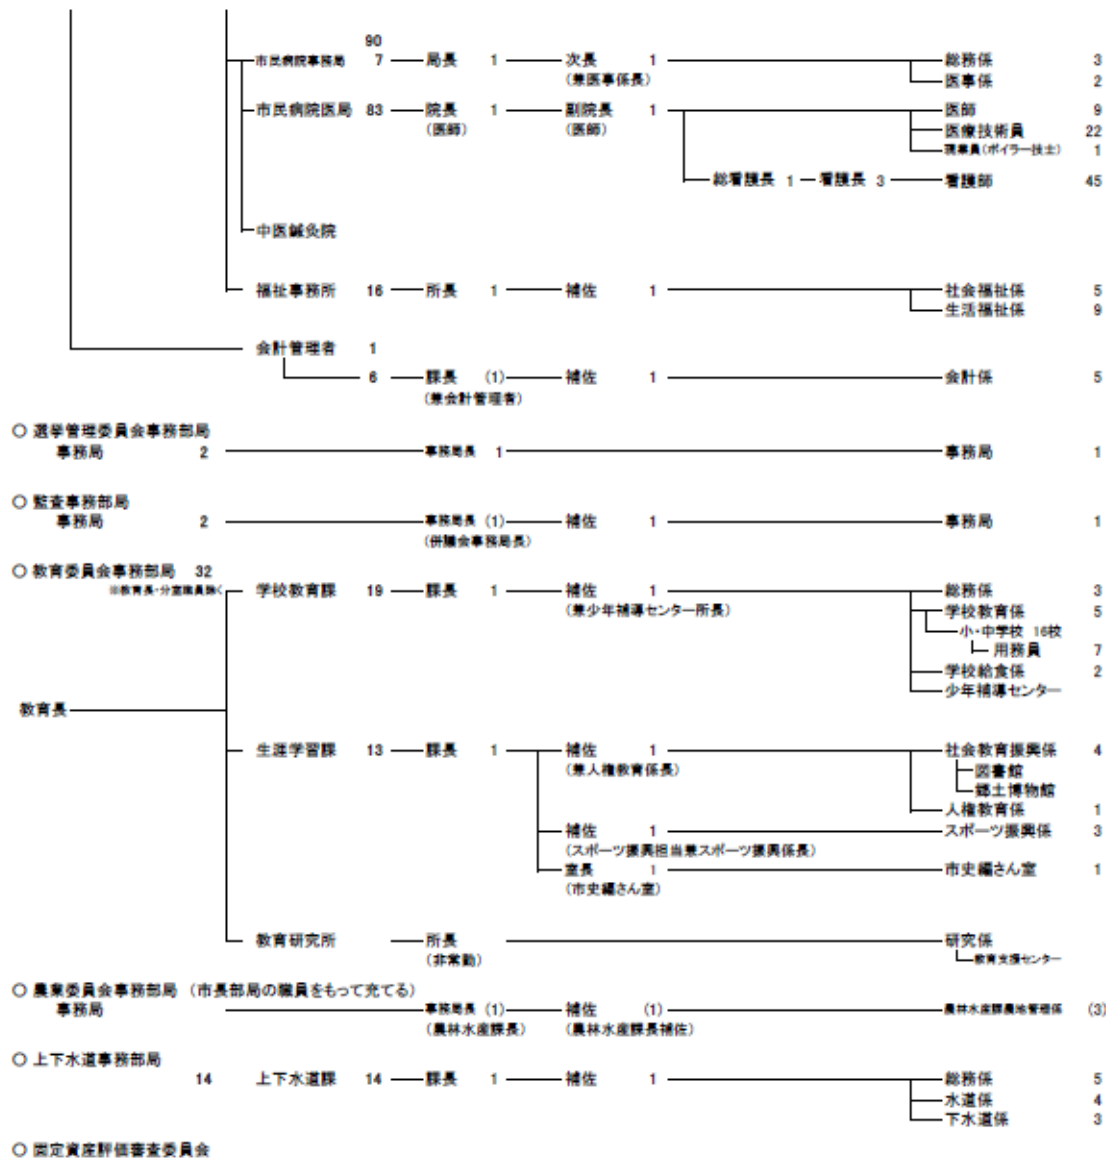 90
市民病院事務局 7 局長 1 次長 1 総務係 3
(兼医事係長) 医事係 2
市民病院医局 83 院長 1 副院長 1 医師 9
(医師) (医師) 医療技術員 22
現業員(ボイラー技士) 1
総看護長 1 看護長 3 看護師 45
中医鍼灸院
福祉事務所 16 所長 1 補佐 1 社会福祉係 5
生活福祉係 9
会計管理者 1
6 課長 (1) 補佐 1 会計係 5
(兼会計管理者)
○ 選挙管理委員会事務部局
事務局 2 事務局長 1 事務局 1
○ 監査事務部局
事務局 2 事務局長 (1) 補佐 1 事務局 1
(併議会事務局長)
○ 教育委員会事務部局 32
※教育長・分室職員除く 学校教育課 19 課長 1 補佐 1 総務係 3
(兼少年補導センター所長) 学校教育係 5
小・中学校 16校
用務員 7
学校給食係 2
少年補導センター
教育長
生涯学習課 13 課長 1 補佐 1 社会教育振興係 4
(兼人権教育係長) 図書館
郷土博物館
人権教育係 1
補佐 1 スポーツ振興係 3
(スポーツ振興担当兼スポーツ振興係長)
室長 1 市史編さん室 1
(市史編さん室)
教育研究所 所長 研究係
(非常勤) 教育支援センター
○ 農業委員会事務部局 (市長部局の職員をもって充てる)
事務局 事務局長 (1) 補佐 (1) 農林水産課農地管理係 (3)
(農林水産課長) (農林水産課長補佐)
○ 上下水道事務部局
14 上下水道課 14 課長 1 補佐 1 総務係 5
水道係 4
下水道係 3
○ 固定資産評価審査委員会